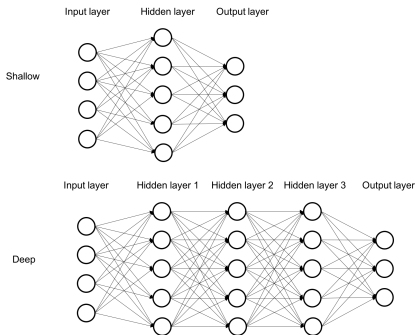 Input layer Hidden layer Output layer
Shallow
Input layer Hidden layer 1 Hidden layer 2 Hidden layer 3 Output layer
Deep